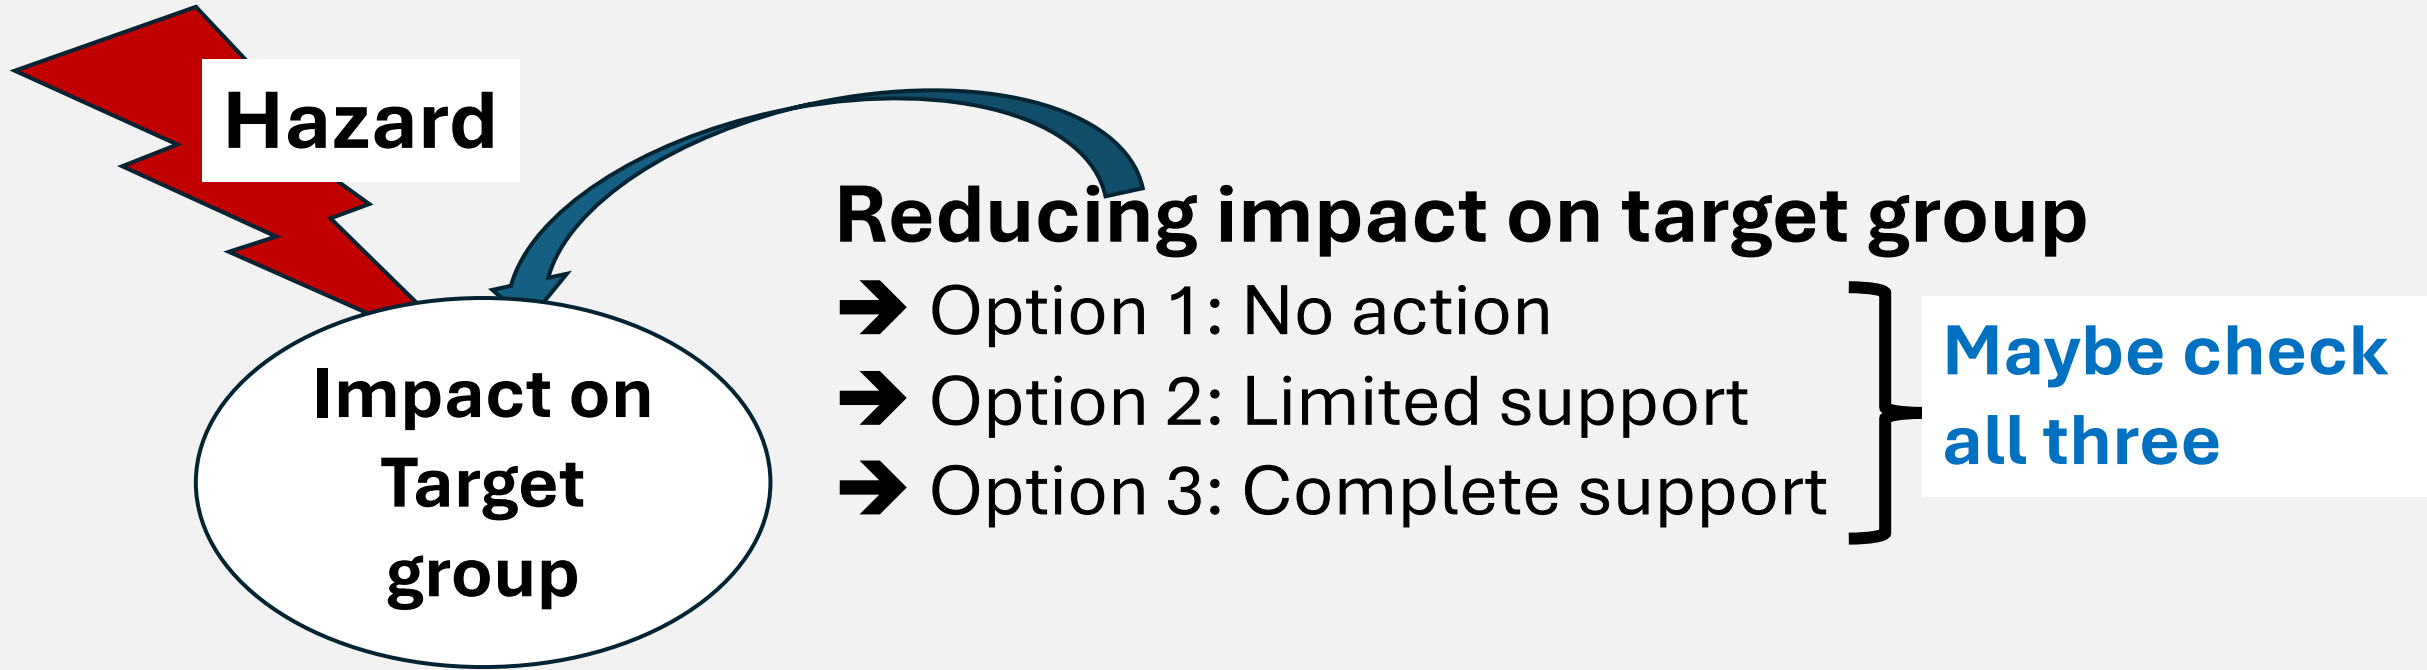 Hazard
Reducing impact on target group
➔ Option 1: No action
➔ Option 2: Limited support
➔ Option 3: Complete support
Maybe check
all three
Impact on
Target
group